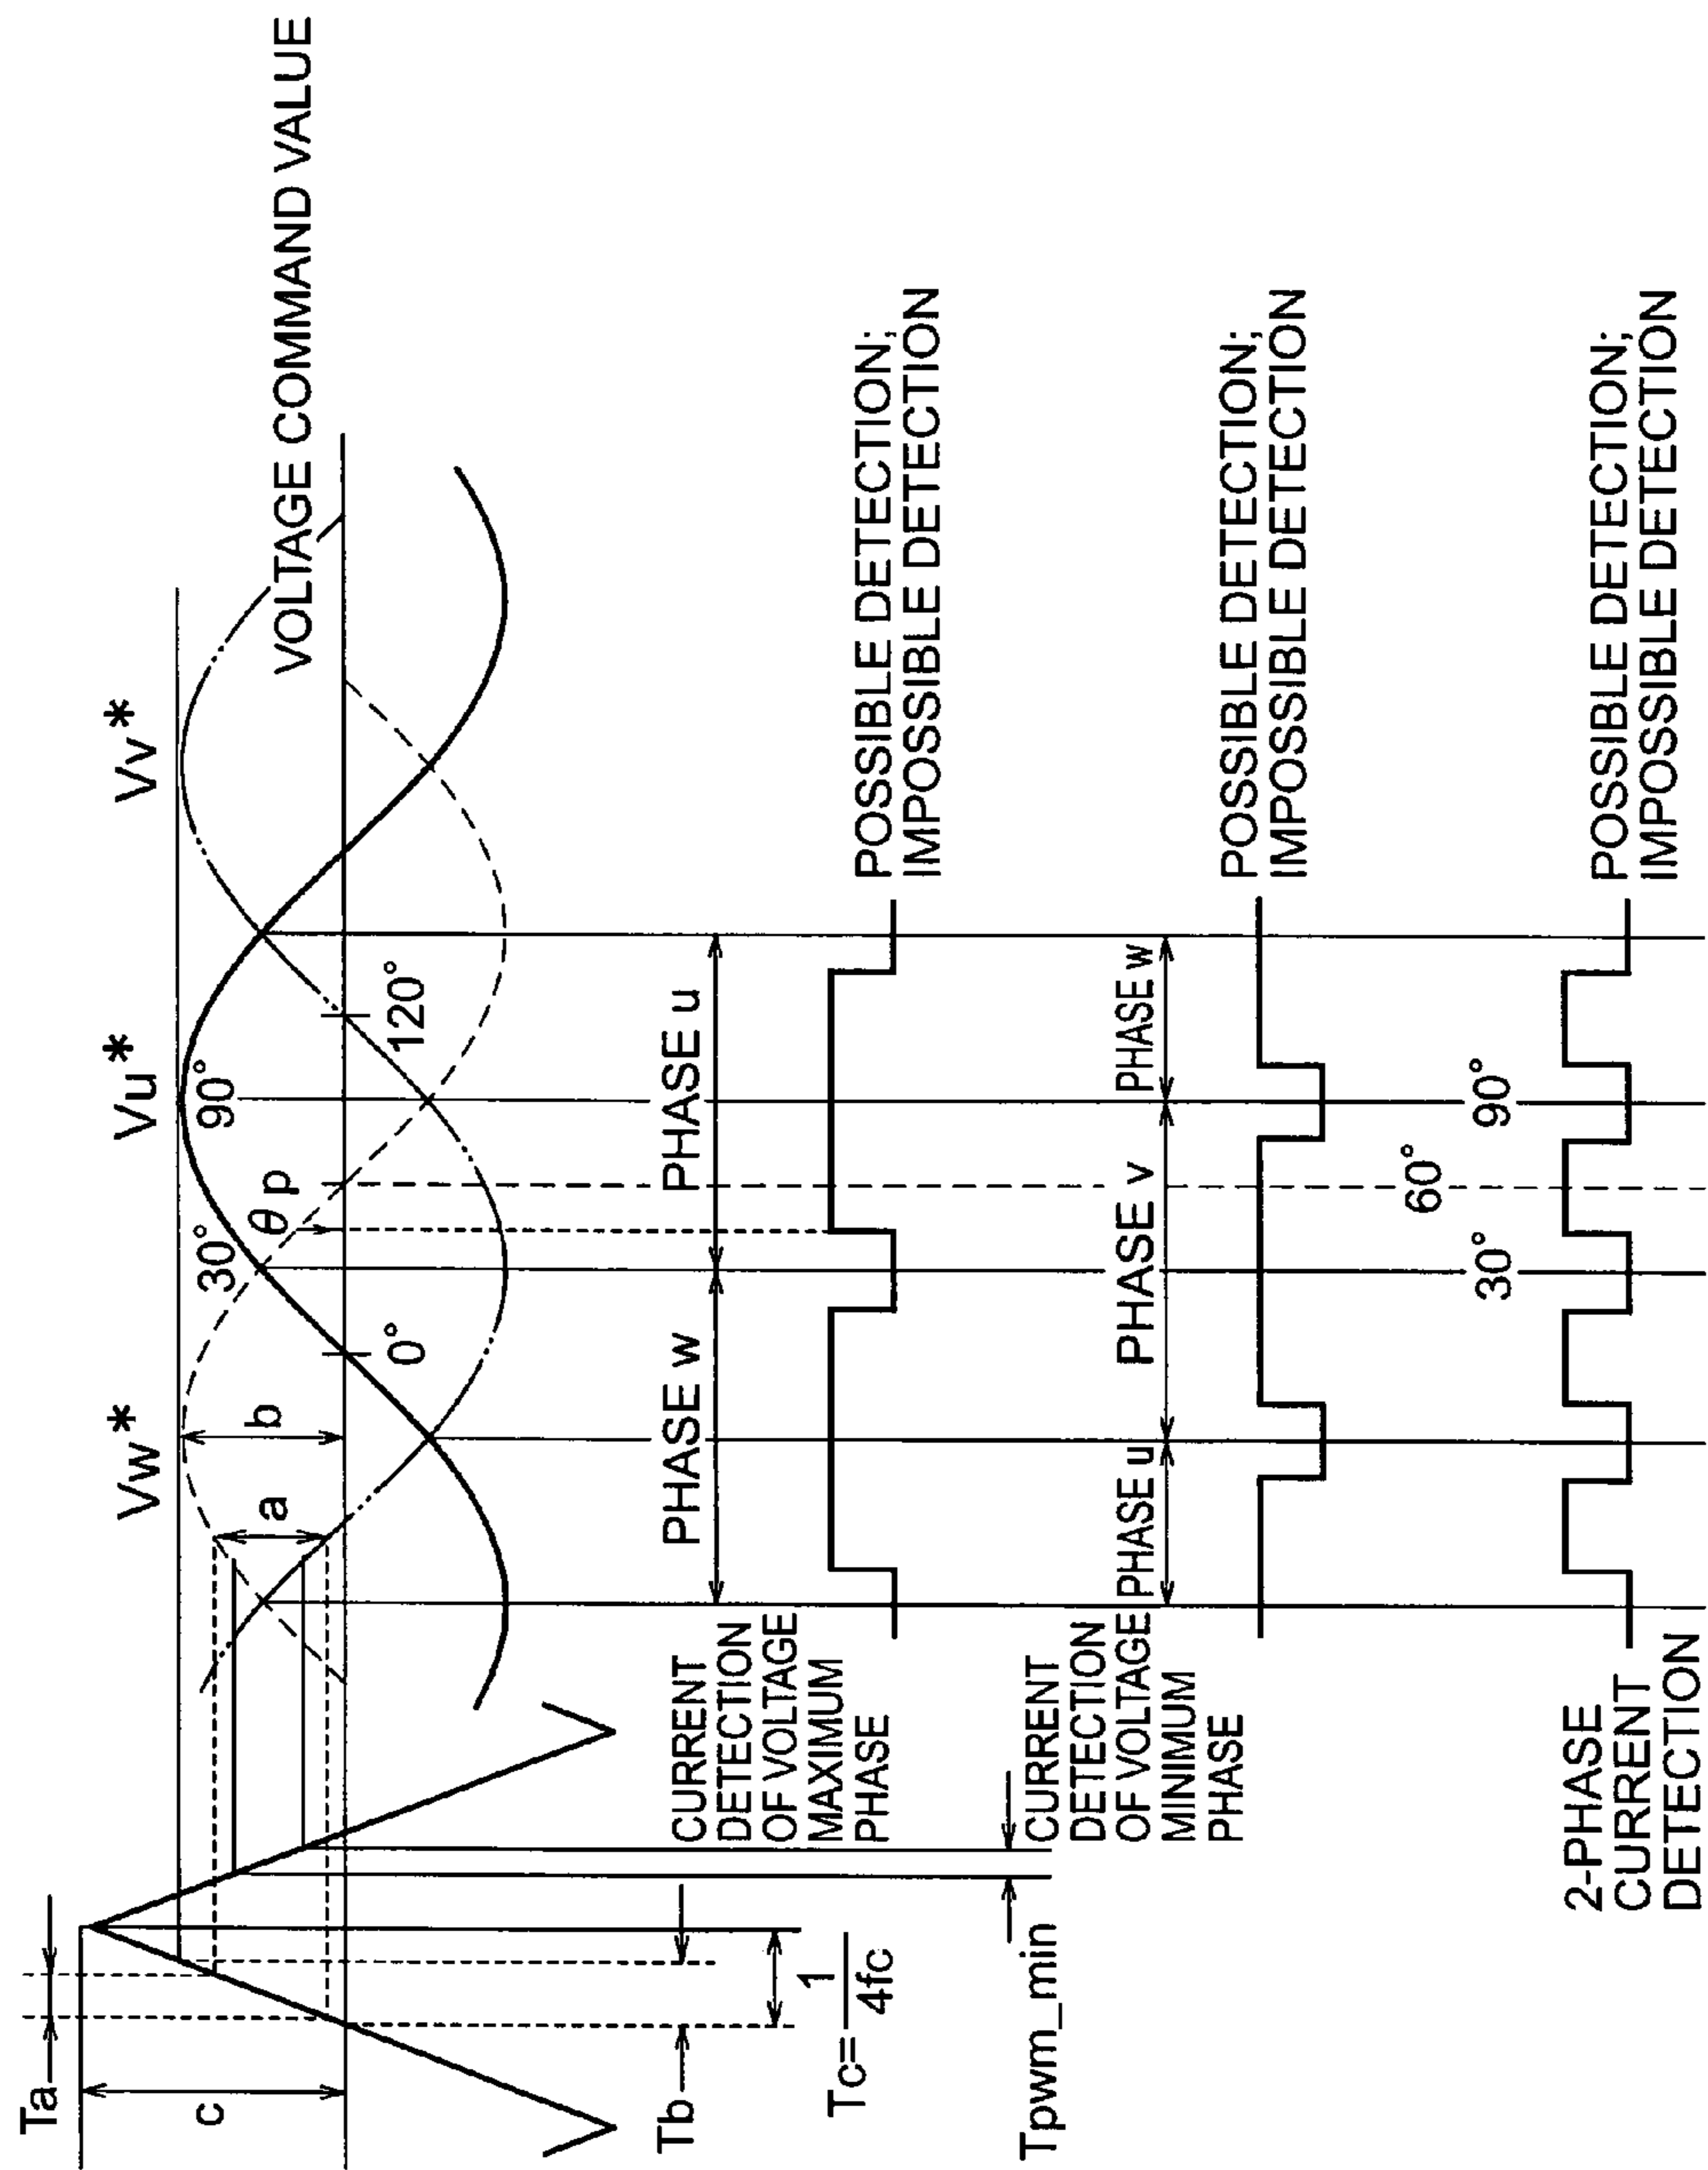 Ta
c
Tb
Tc=
1
4fc
Tpwm_min
Vw*
Vu*
Vv*
VOLTAGE COMMAND VALUE
a
b
0°
30°
θp
90°
120°
CURRENT
DETECTION
OF VOLTAGE
MAXIMUM
PHASE
PHASE w
PHASE u
POSSIBLE DETECTION;
IMPOSSIBLE DETECTION
CURRENT
DETECTION
OF VOLTAGE
MINIMUM
PHASE
PHASE u
PHASE v
PHASE w
POSSIBLE DETECTION;
IMPOSSIBLE DETECTION
30°
60°
90°
2-PHASE
CURRENT
DETECTION
POSSIBLE DETECTION;
IMPOSSIBLE DETECTION